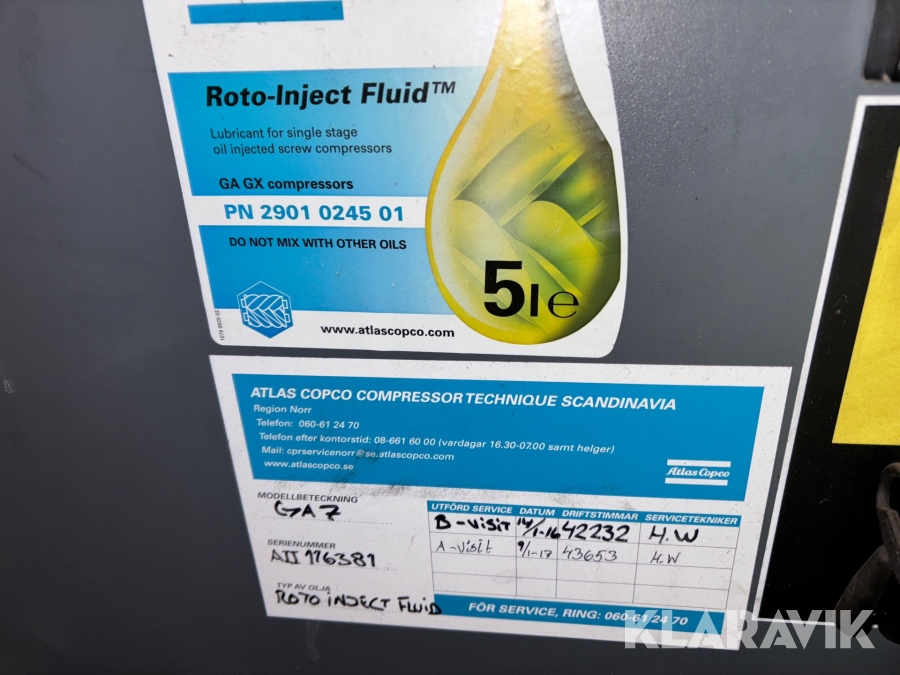 Roto-Inject Fluid™
Lubricant for single stage
oil injected screw compressors
GA GX compressors
PN 2901 0245 01
DO NOT MIX WITH OTHER OILS
5 l e
www.atlascopco.com
ATLAS COPCO COMPRESSOR TECHNIQUE SCANDINAVIA
Region Norr
Telefon: 060-61 24 70
Telefon efter kontorstid: 08-661 60 00 (vardagar 16.30-07.00 samt helger)
Mail: cprservicenorr@se.atlascopco.com
www.atlascopco.se
Atlas Copco
MODELLBETECKNING
GA7
SERIENUMMER
AII 176381
TYP AV OLJA
ROTO INJECT FLUID
UTFÖRD SERVICE DATUM DRIFTSTIMMAR SERVICETEKNIKER
B-VISIT 14/1-16 42232 H.W
A-VISIT 9/1-17 43653 H.W
FÖR SERVICE, RING: 060-61 24 70
KLARAVIK